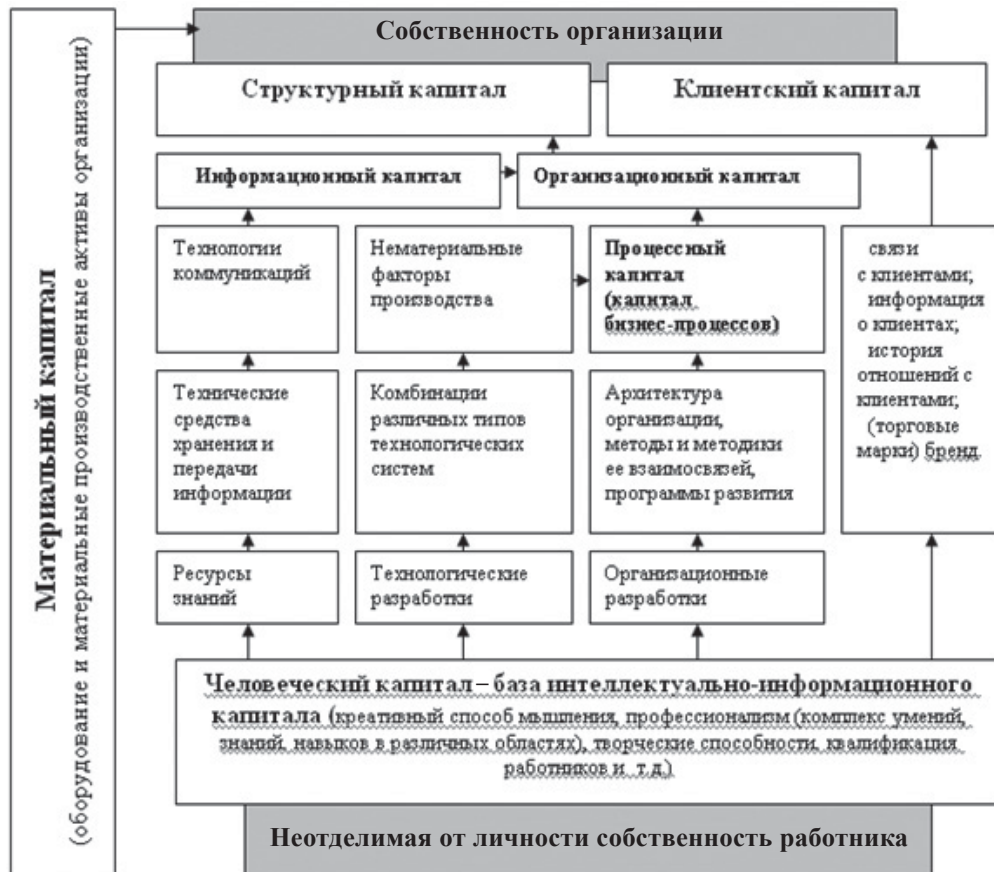 Материальный капитал
(оборудование и материальные производственные активы организации)
Собственность организации
Структурный капитал
Клиентский капитал
Информационный капитал
Организационный капитал
Технологии
коммуникаций
Нематериальные
факторы
производства
Процессный
капитал
(капитал
бизнес-процессов)
связи
с клиентами;
информация
о клиентах;
история
отношений с
клиентами;
(торговые
марки) бренд.
Технические
средства
хранения и
передачи
информации
Комбинации
различных типов
технологических
систем
Архитектура
организации,
методы и методики
ее взаимосвязей,
программы развития
Ресурсы
знаний
Технологические
разработки
Организационные
разработки
Человеческий капитал – база интеллектуально-информационного
капитала (креативный способ мышления, профессионализм (комплекс умений,
знаний, навыков в различных областях), творческие способности, квалификация
работников и т.д.)
Неотделимая от личности собственность работника